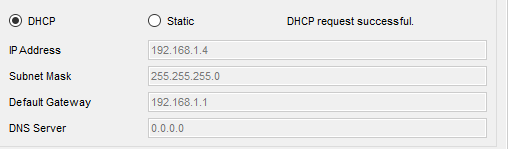 DHCP Static DHCP request successful.
IP Address 192.168.1.4
Subnet Mask 255.255.255.0
Default Gateway 192.168.1.1
DNS Server 0.0.0.0